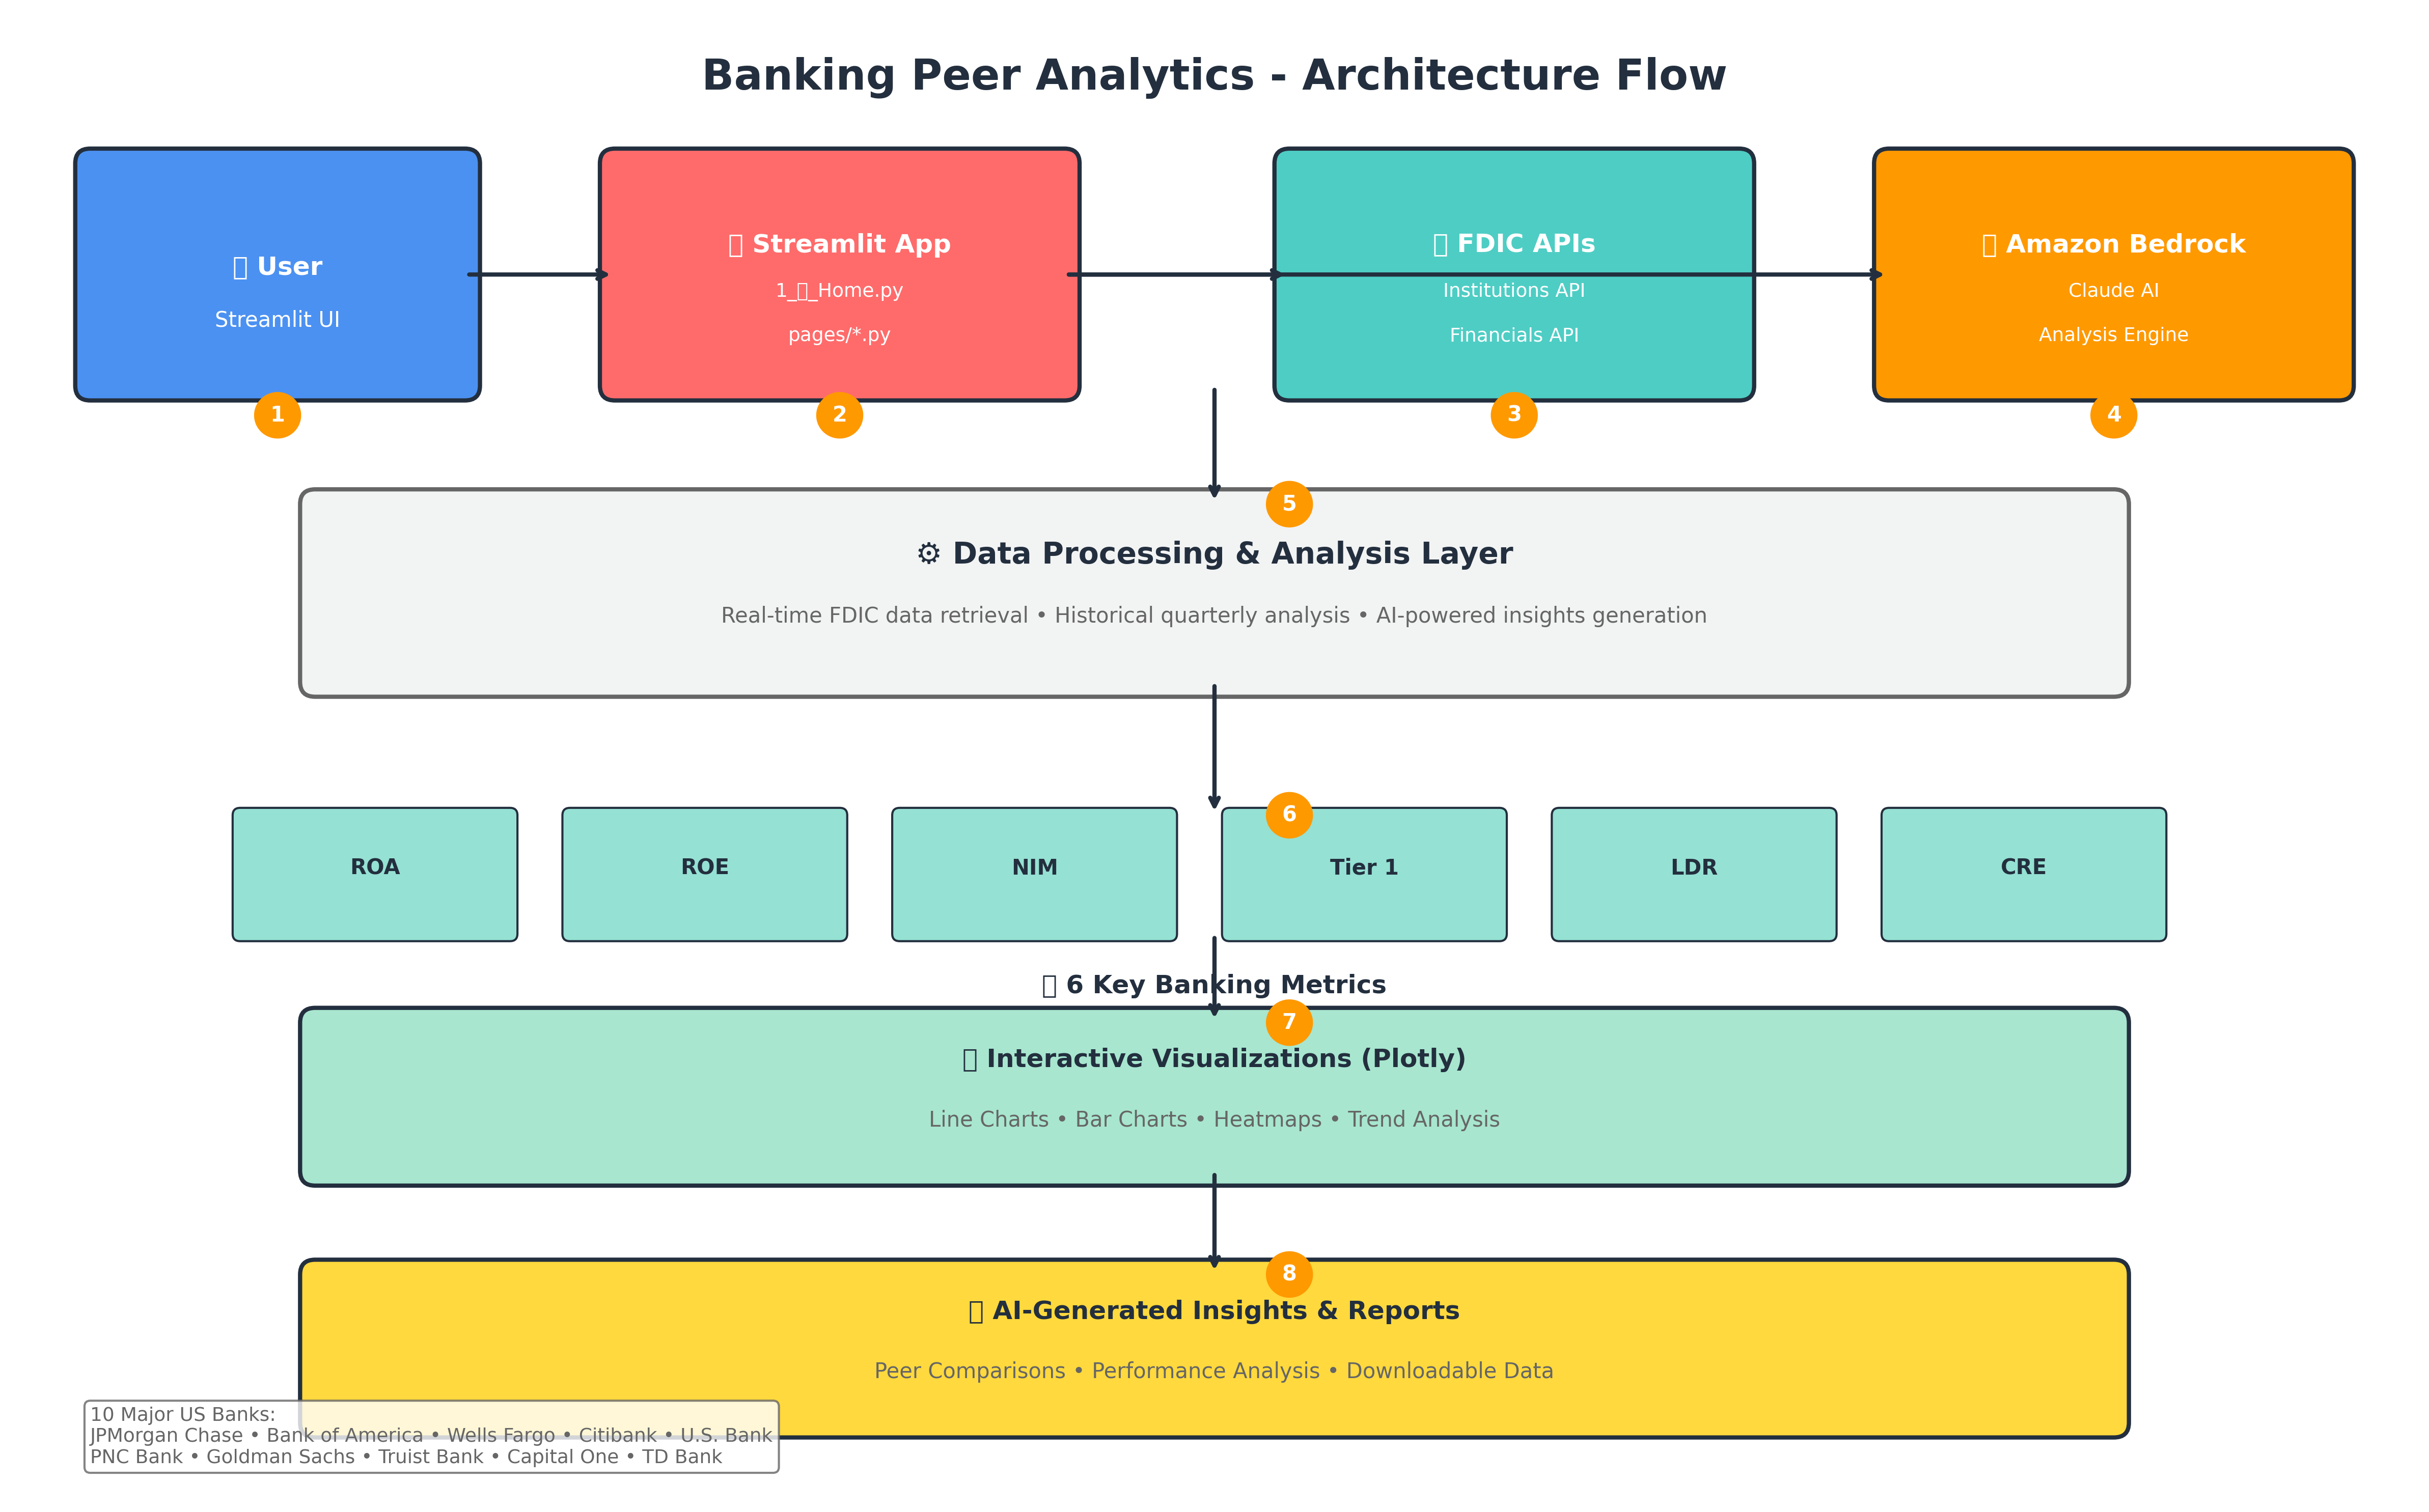 Banking Peer Analytics - Architecture Flow
User
Streamlit UI
1
Streamlit App
1_▯_Home.py
pages/*.py
2
FDIC APIs
Institutions API
Financials API
3
Amazon Bedrock
Claude AI
Analysis Engine
4
5
⚙ Data Processing & Analysis Layer
Real-time FDIC data retrieval • Historical quarterly analysis • AI-powered insights generation
6
ROA
ROE
NIM
Tier 1
LDR
CRE
6 Key Banking Metrics
7
Interactive Visualizations (Plotly)
Line Charts • Bar Charts • Heatmaps • Trend Analysis
8
AI-Generated Insights & Reports
Peer Comparisons • Performance Analysis • Downloadable Data
10 Major US Banks:
JPMorgan Chase • Bank of America • Wells Fargo • Citibank • U.S. Bank
PNC Bank • Goldman Sachs • Truist Bank • Capital One • TD Bank